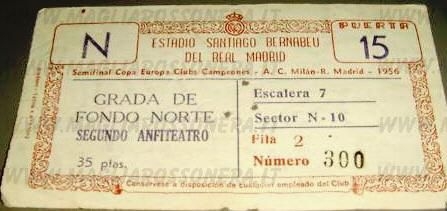 N
PUERTA
15
ESTADIO SANTIAGO BERNABEU
DEL REAL MADRID
Semifinal Copa Europa Clubs Campeones - A. C. Milán-R. Madrid - 1956
GRADA DE
FONDO NORTE
SEGUNDO ANFITEATRO
35 ptas.
Escalera 7
Sector N-10
Fila 2
Número 300
Consérvese a disposición de cualquier empleado del Club
WWW.MAGLIAROSSONERA.IT